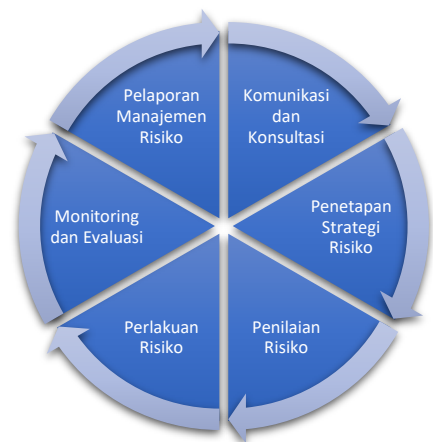 Komunikasi
dan
Konsultasi
Penetapan
Strategi
Risiko
Penilaian
Risiko
Perlakuan
Risiko
Monitoring
dan Evaluasi
Pelaporan
Manajemen
Risiko